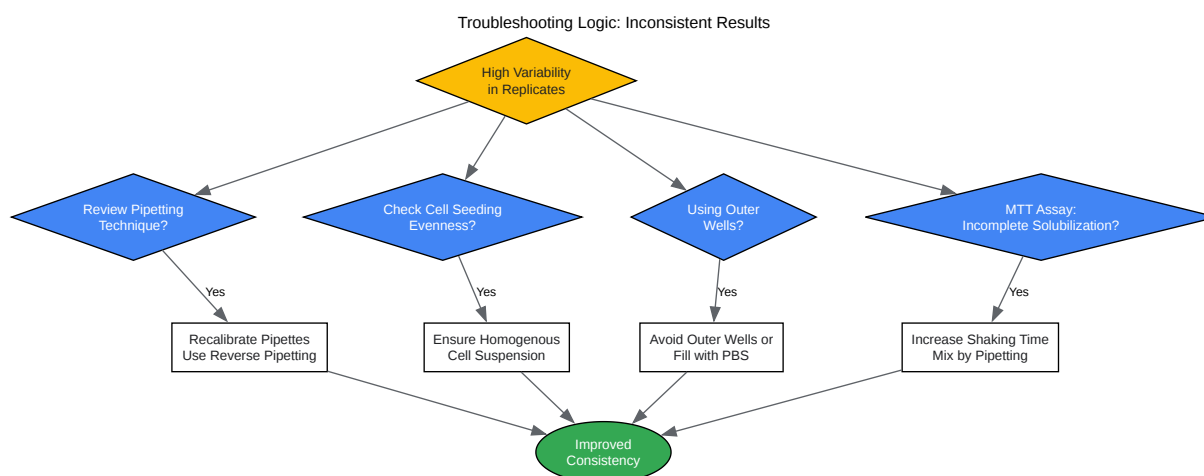 Troubleshooting Logic: Inconsistent Results
High Variability
in Replicates
Review Pipetting
Technique?
Check Cell Seeding
Evenness?
Using Outer
Wells?
MTT Assay:
Incomplete Solubilization?
Yes
Yes
Yes
Yes
Recalibrate Pipettes
Use Reverse Pipetting
Ensure Homogenous
Cell Suspension
Avoid Outer Wells or
Fill with PBS
Increase Shaking Time
Mix by Pipetting
Improved
Consistency